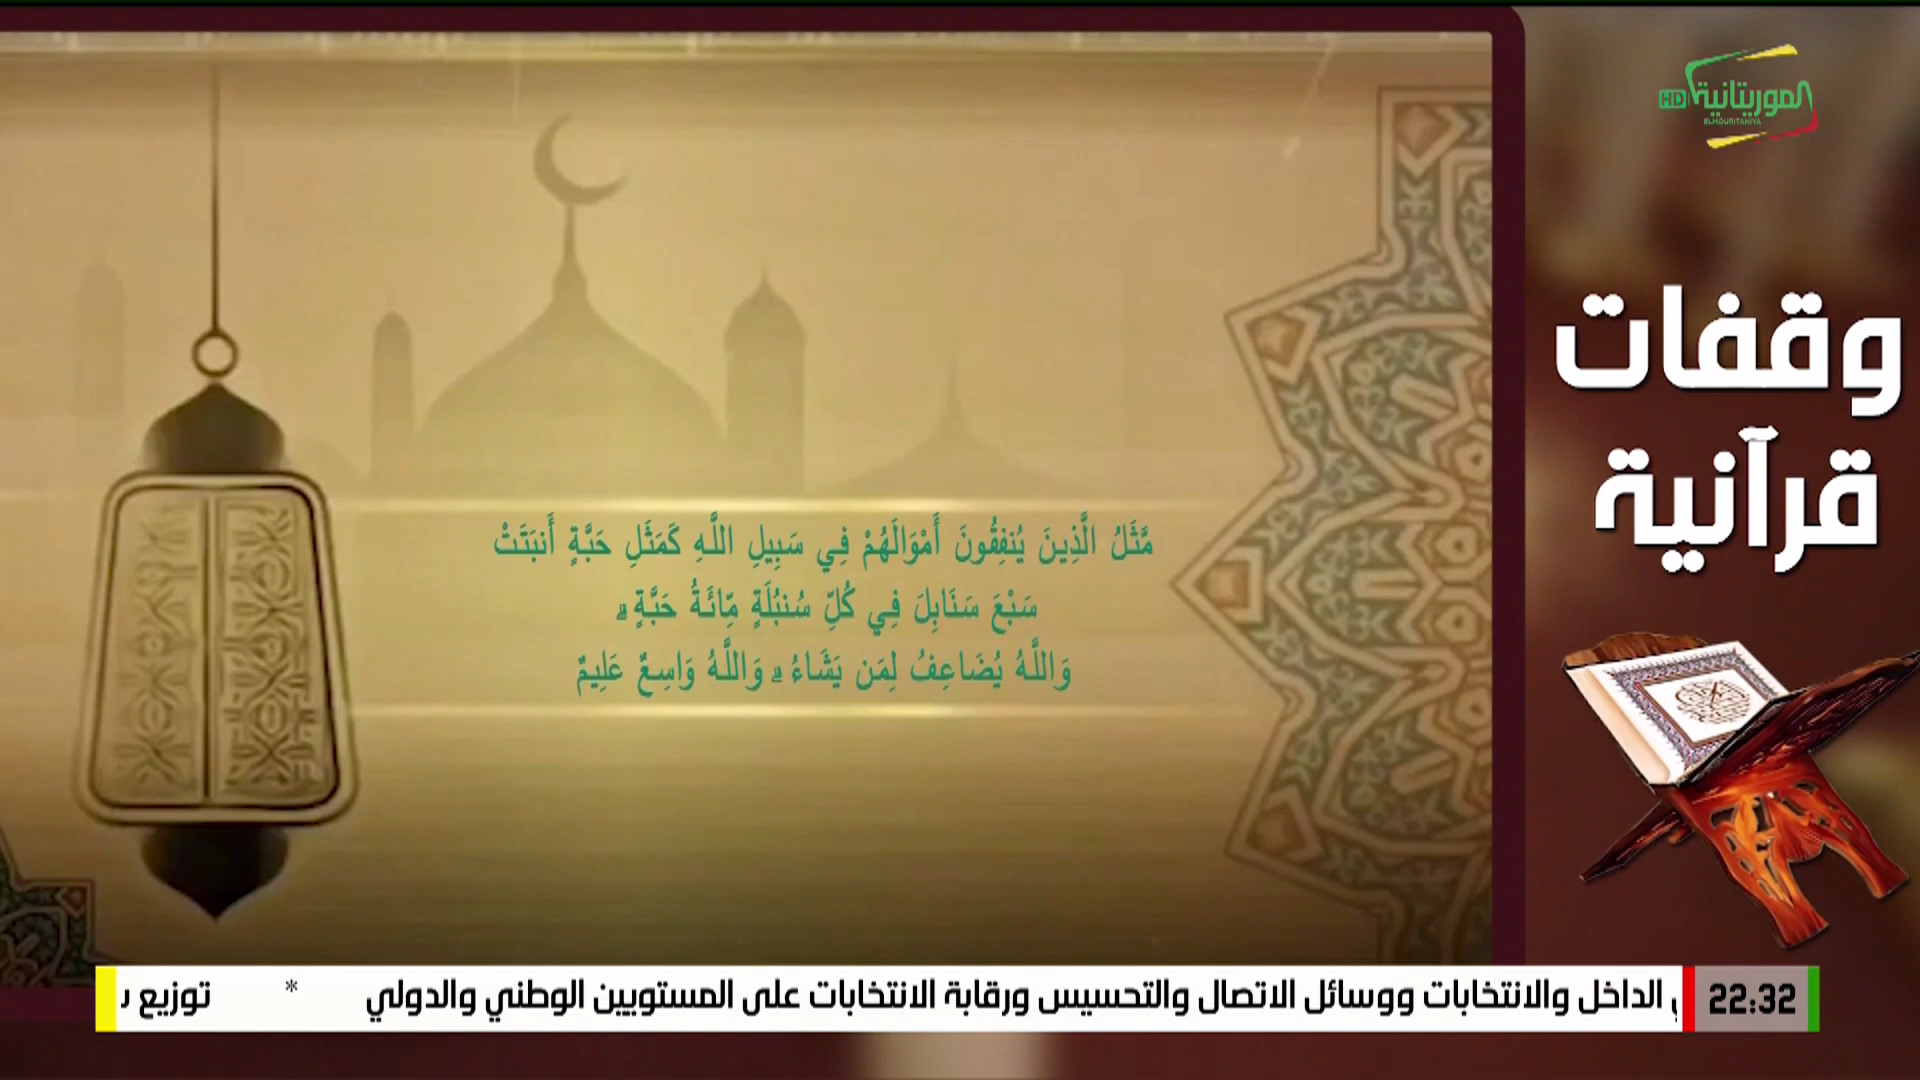 الموريتانية
HD
ELMOURITANIYA
وقفات
قرآنية
مَّثَلُ الَّذِينَ يُنفِقُونَ أَمْوَالَهُمْ فِي سَبِيلِ اللَّهِ كَمَثَلِ حَبَّةٍ أَنبَتَتْ
سَبْعَ سَنَابِلَ فِي كُلِّ سُنبُلَةٍ مِّائَةُ حَبَّةٍ ۗ
وَاللَّهُ يُضَاعِفُ لِمَن يَشَاءُ ۗ وَاللَّهُ وَاسِعٌ عَلِيمٌ
الداخل والانتخابات ووسائل الاتصال والتحسيس ورقابة الانتخابات على المستويين الوطني والدولي * توزيع
22:32